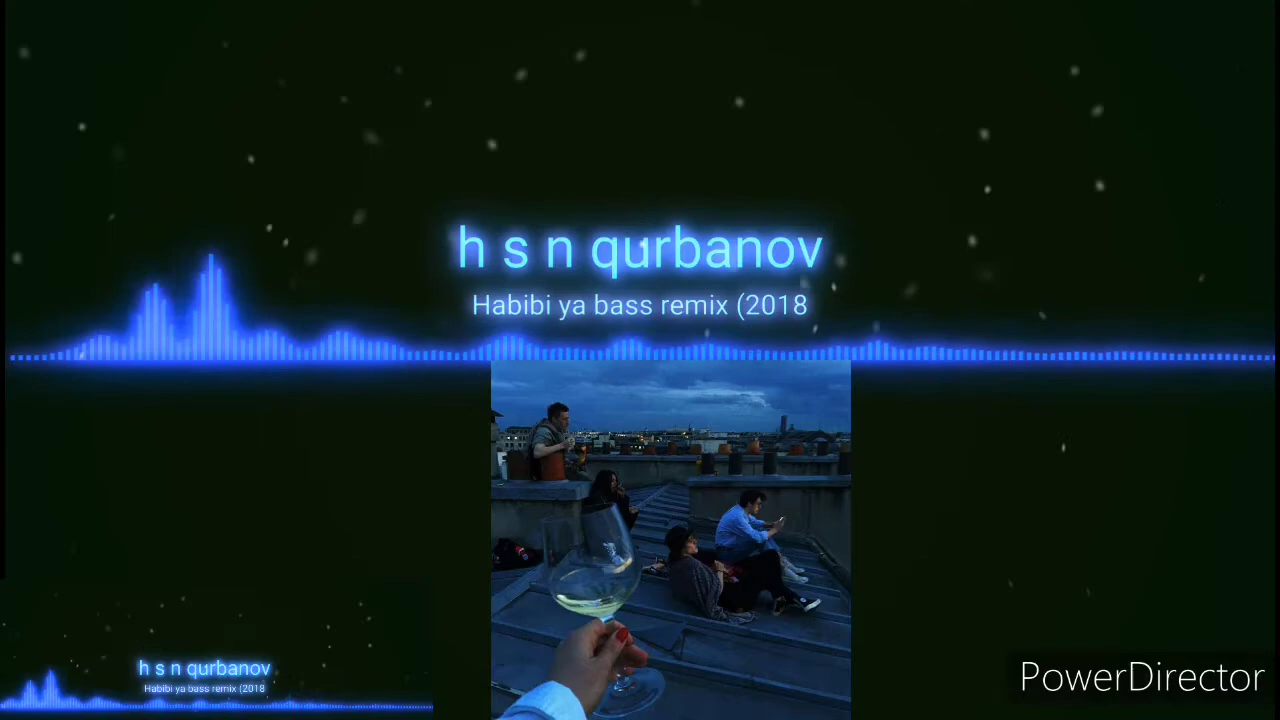 h s n qurbanov
Habibi ya bass remix (2018
h s n qurbanov
Habibi ya bass remix (2018
PowerDirector